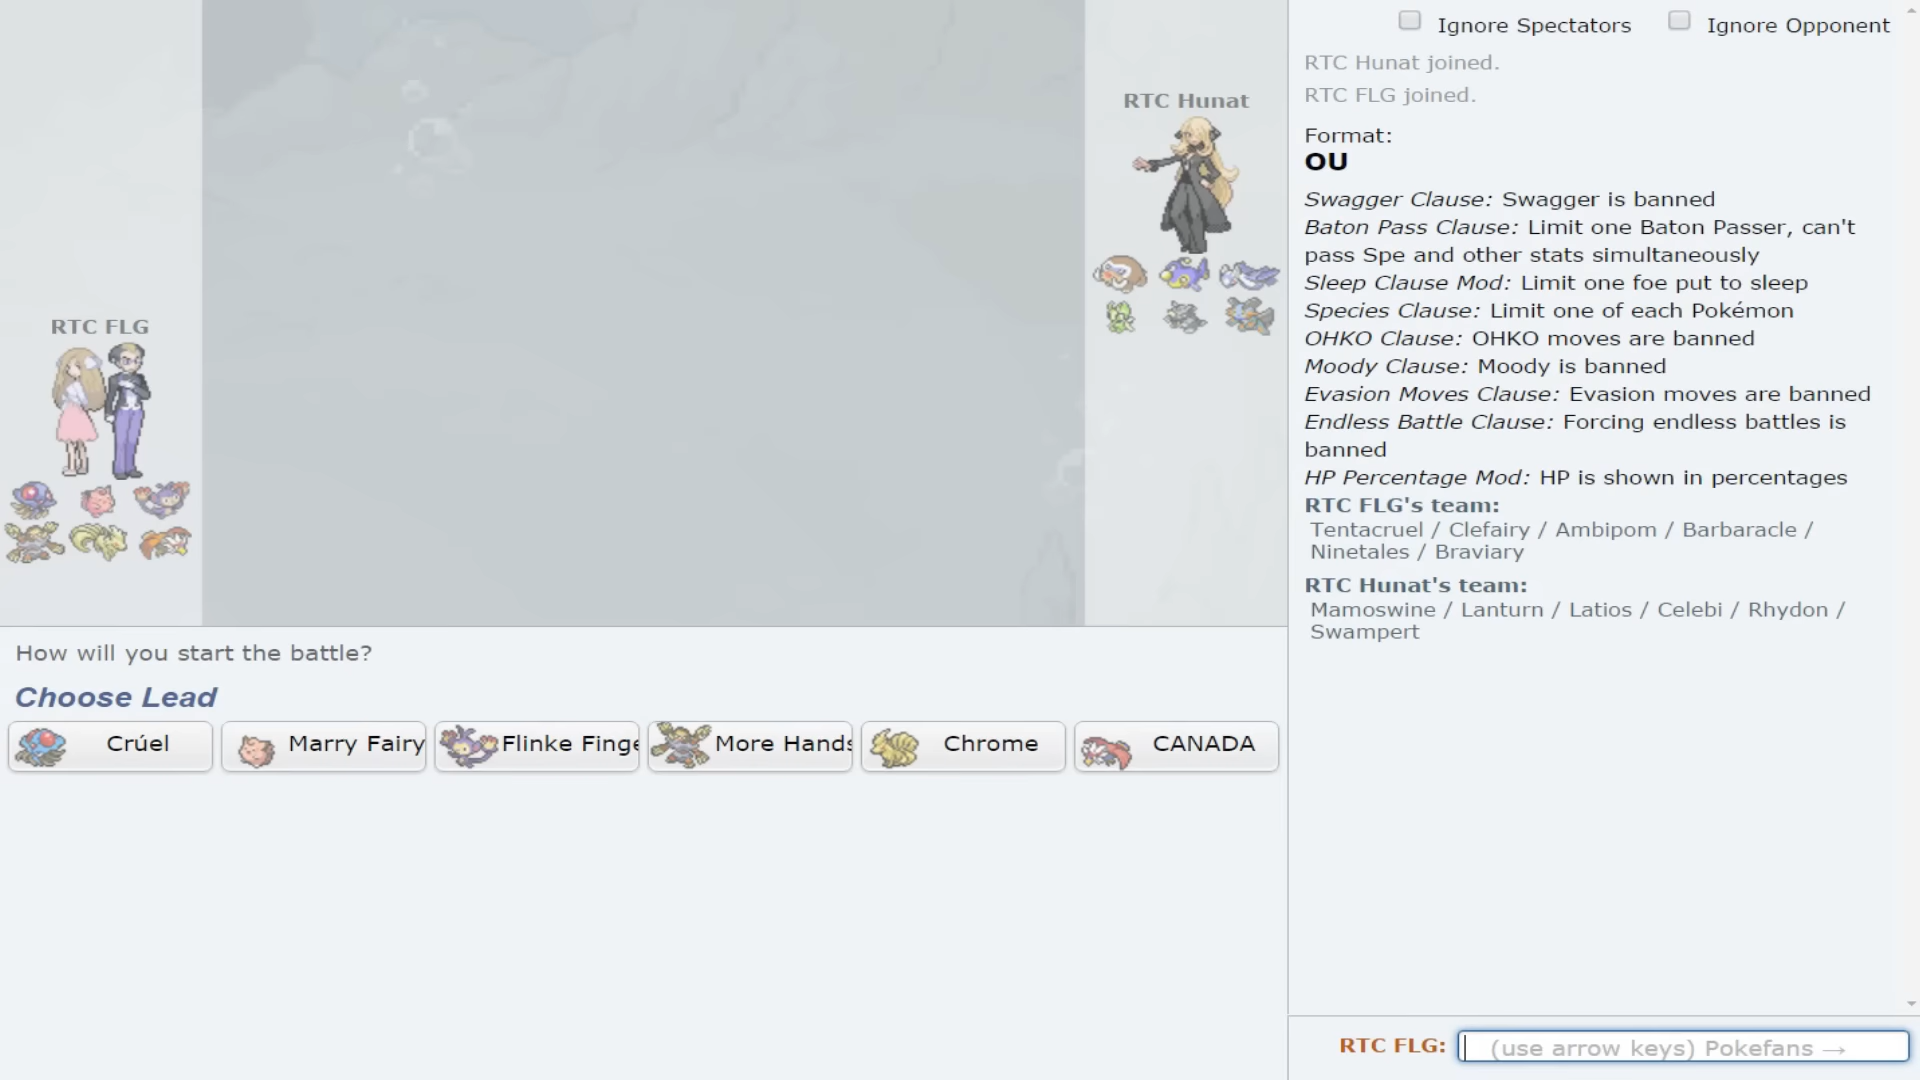 Ignore Spectators
Ignore Opponent
RTC Hunat joined.
RTC FLG joined.
Format:
OU
Swagger Clause: Swagger is banned
Baton Pass Clause: Limit one Baton Passer, can't
pass Spe and other stats simultaneously
Sleep Clause Mod: Limit one foe put to sleep
Species Clause: Limit one of each Pokémon
OHKO Clause: OHKO moves are banned
Moody Clause: Moody is banned
Evasion Moves Clause: Evasion moves are banned
Endless Battle Clause: Forcing endless battles is
banned
HP Percentage Mod: HP is shown in percentages
RTC FLG's team:
Tentacruel / Clefairy / Ambipom / Barbaracle /
Ninetales / Braviary
RTC Hunat's team:
Mamoswine / Lanturn / Latios / Celebi / Rhydon /
Swampert
RTC Hunat
RTC FLG
How will you start the battle?
Choose Lead
Crúel
Marry Fairy
Flinke Finge
More Hands
Chrome
CANADA
RTC FLG:
(use arrow keys) Pokefans →